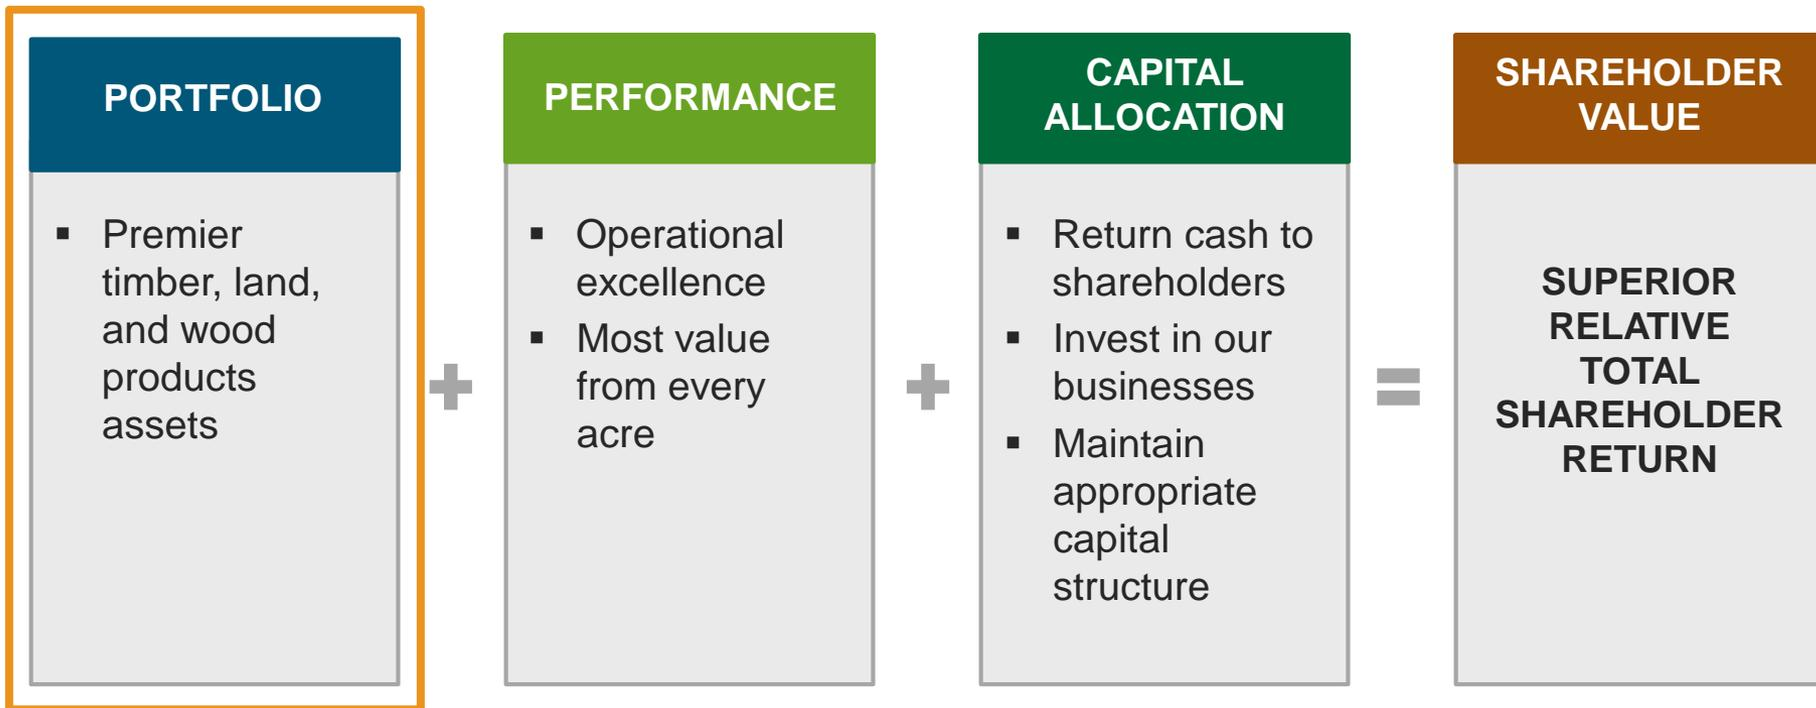 PORTFOLIO
▪ Premier
timber, land,
and wood
products
assets
+
PERFORMANCE
▪ Operational
excellence
▪ Most value
from every
acre
+
CAPITAL
ALLOCATION
▪ Return cash to
shareholders
▪ Invest in our
businesses
▪ Maintain
appropriate
capital
structure
=
SHAREHOLDER
VALUE
SUPERIOR
RELATIVE
TOTAL
SHAREHOLDER
RETURN